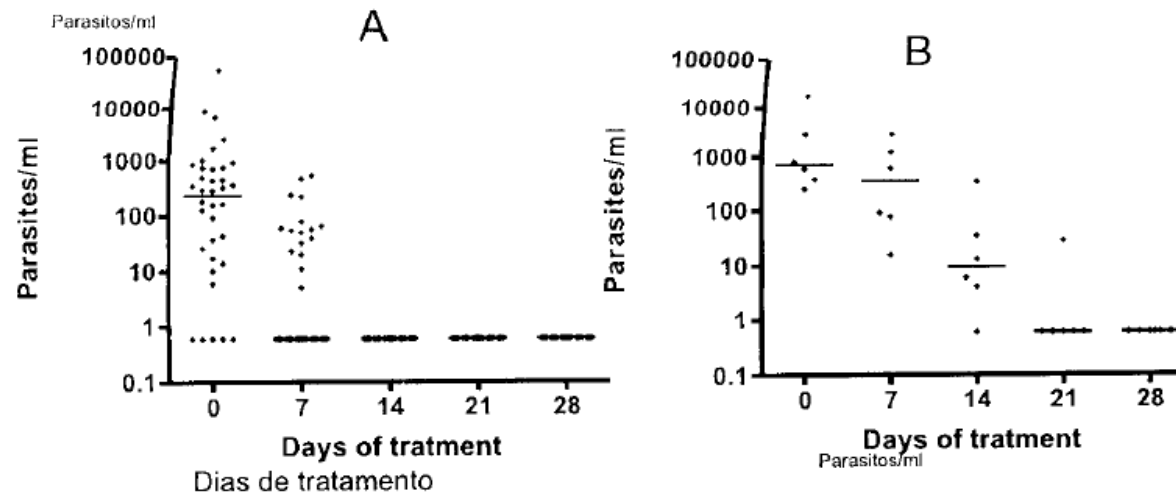 Parasitos/ml
A
100000
10000
1000
100
10
1
0.1
Parasites/ml
0 7 14 21 28
Days of tratment
Dias de tratamento
B
100000
10000
1000
100
10
1
0.1
Parasites/ml
0 7 14 21 28
Days of tratment
Parasitos/ml